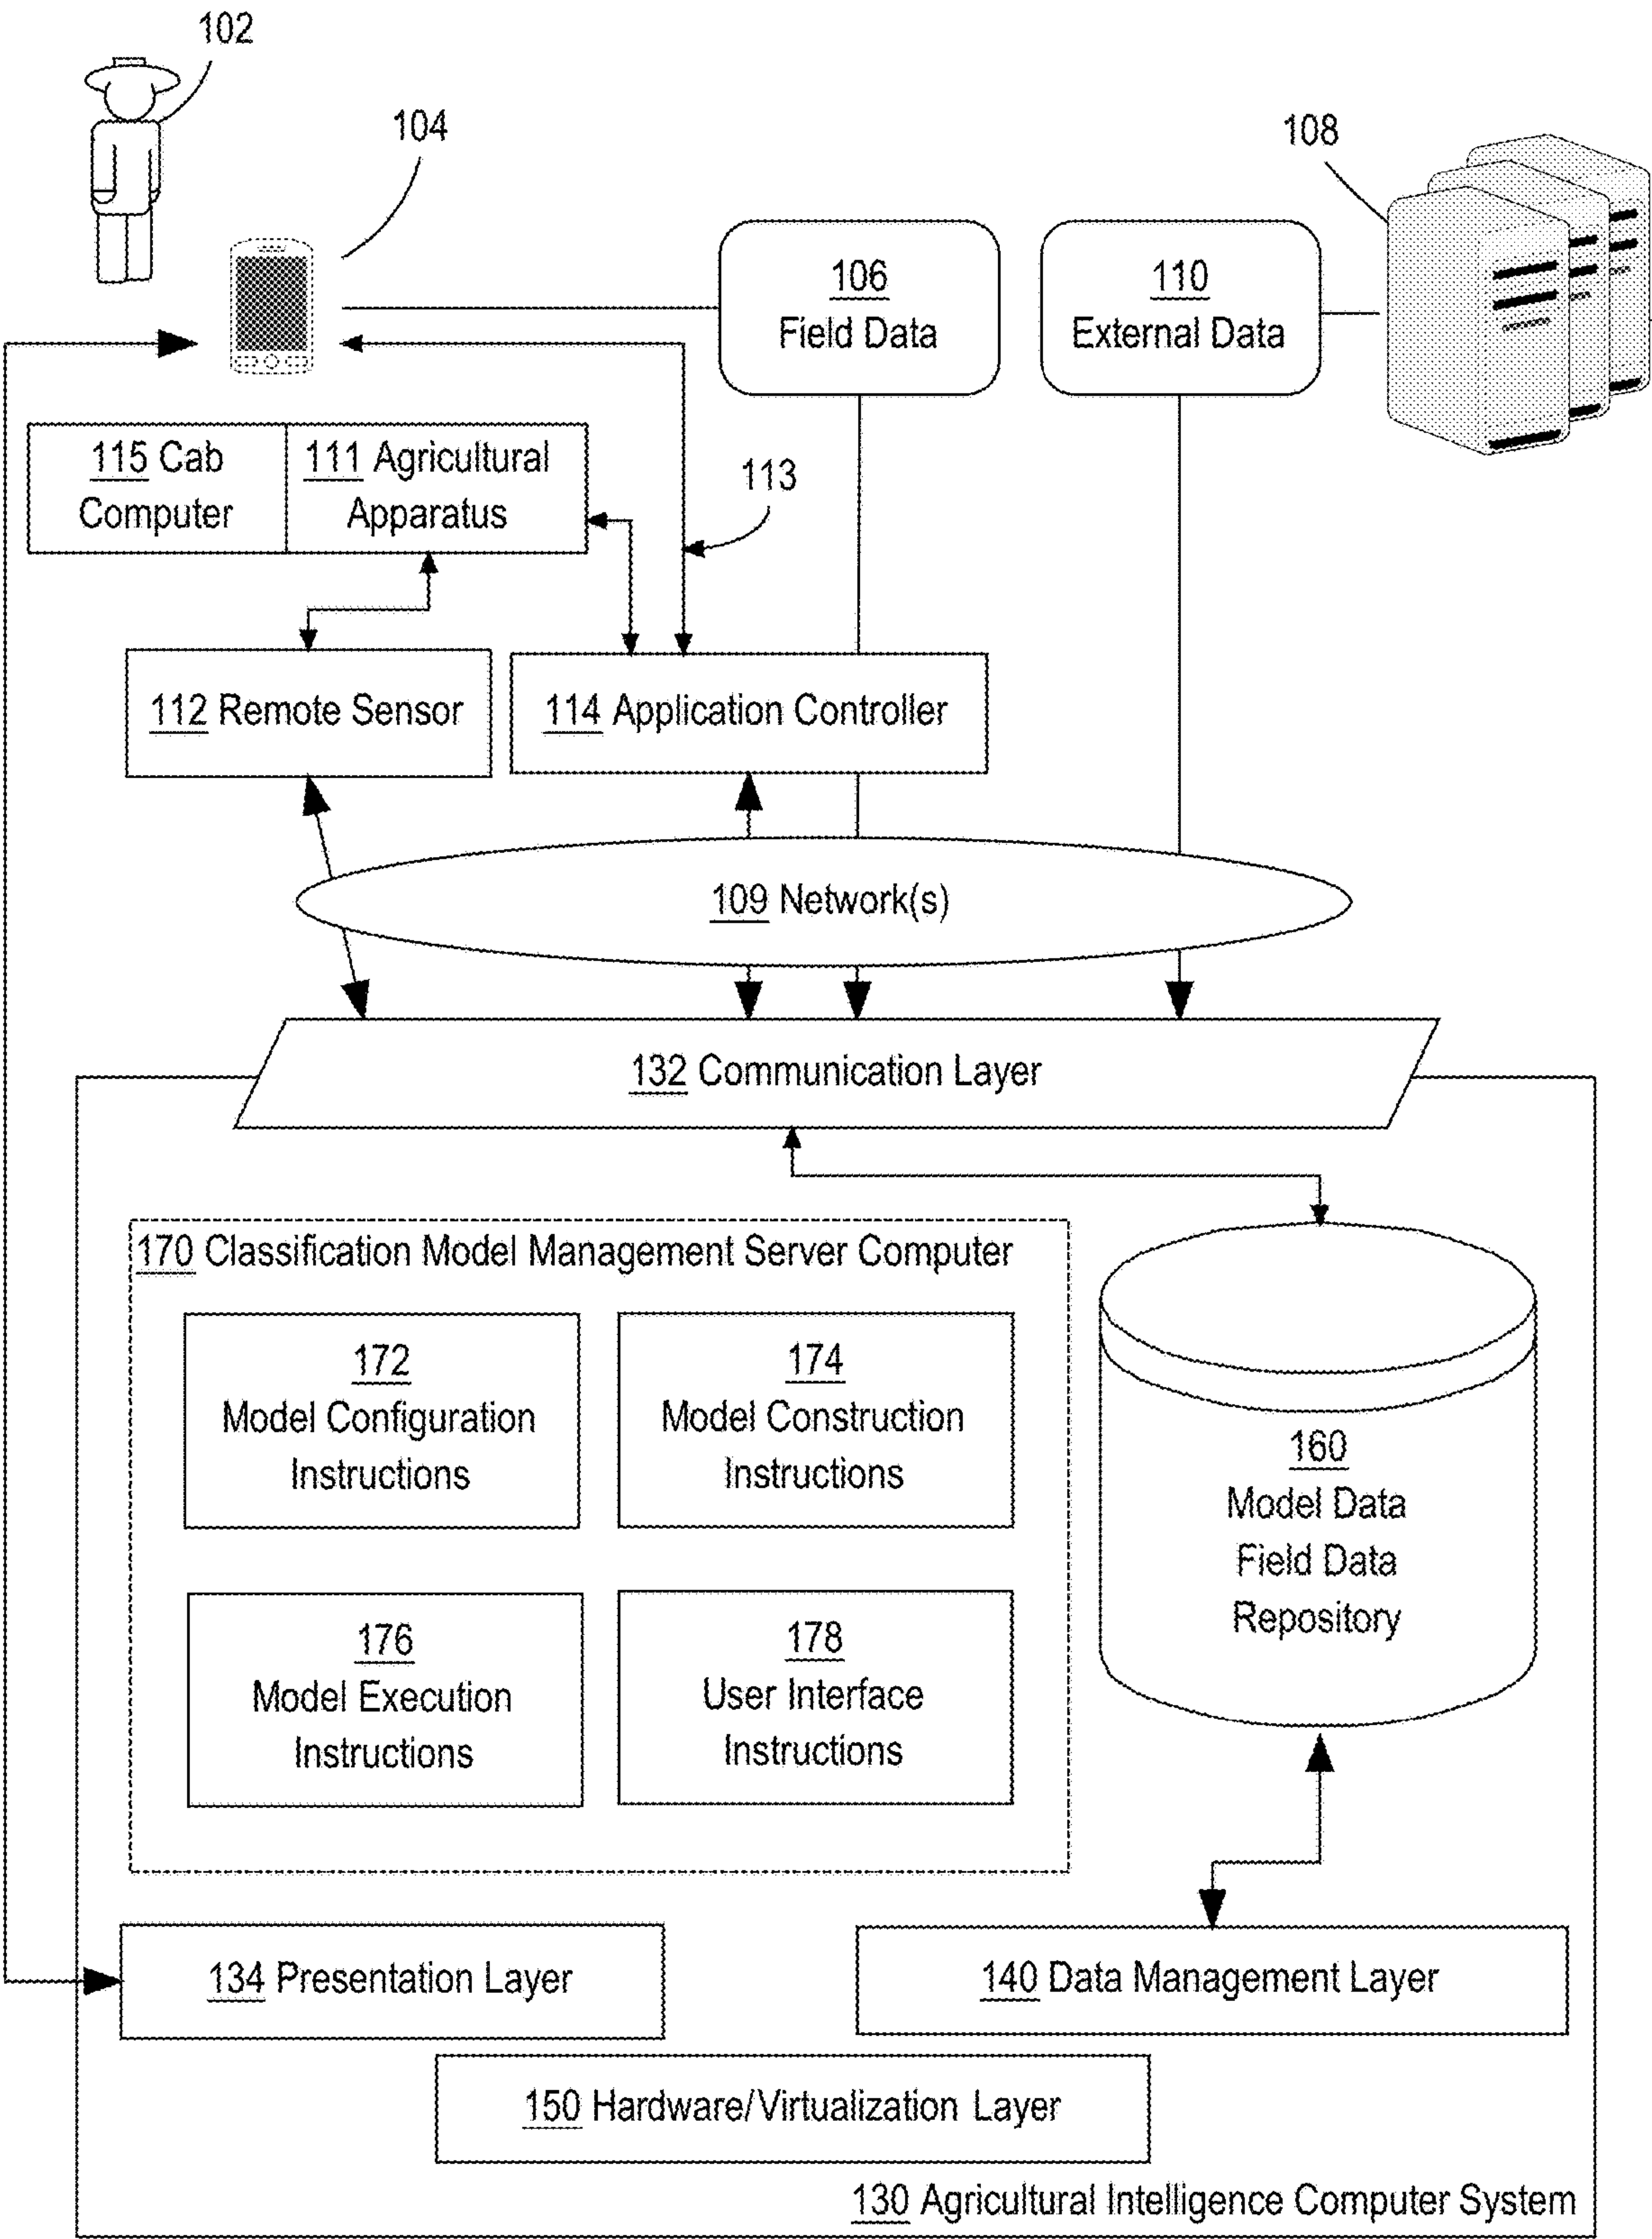 102
104
108
106
Field Data
110
External Data
115 Cab
Computer
111 Agricultural
Apparatus
113
112 Remote Sensor
114 Application Controller
109 Network(s)
132 Communication Layer
170 Classification Model Management Server Computer
172
Model Configuration
Instructions
174
Model Construction
Instructions
160
Model Data
Field Data
Repository
176
Model Execution
Instructions
178
User Interface
Instructions
134 Presentation Layer
140 Data Management Layer
150 Hardware/Virtualization Layer
130 Agricultural Intelligence Computer System